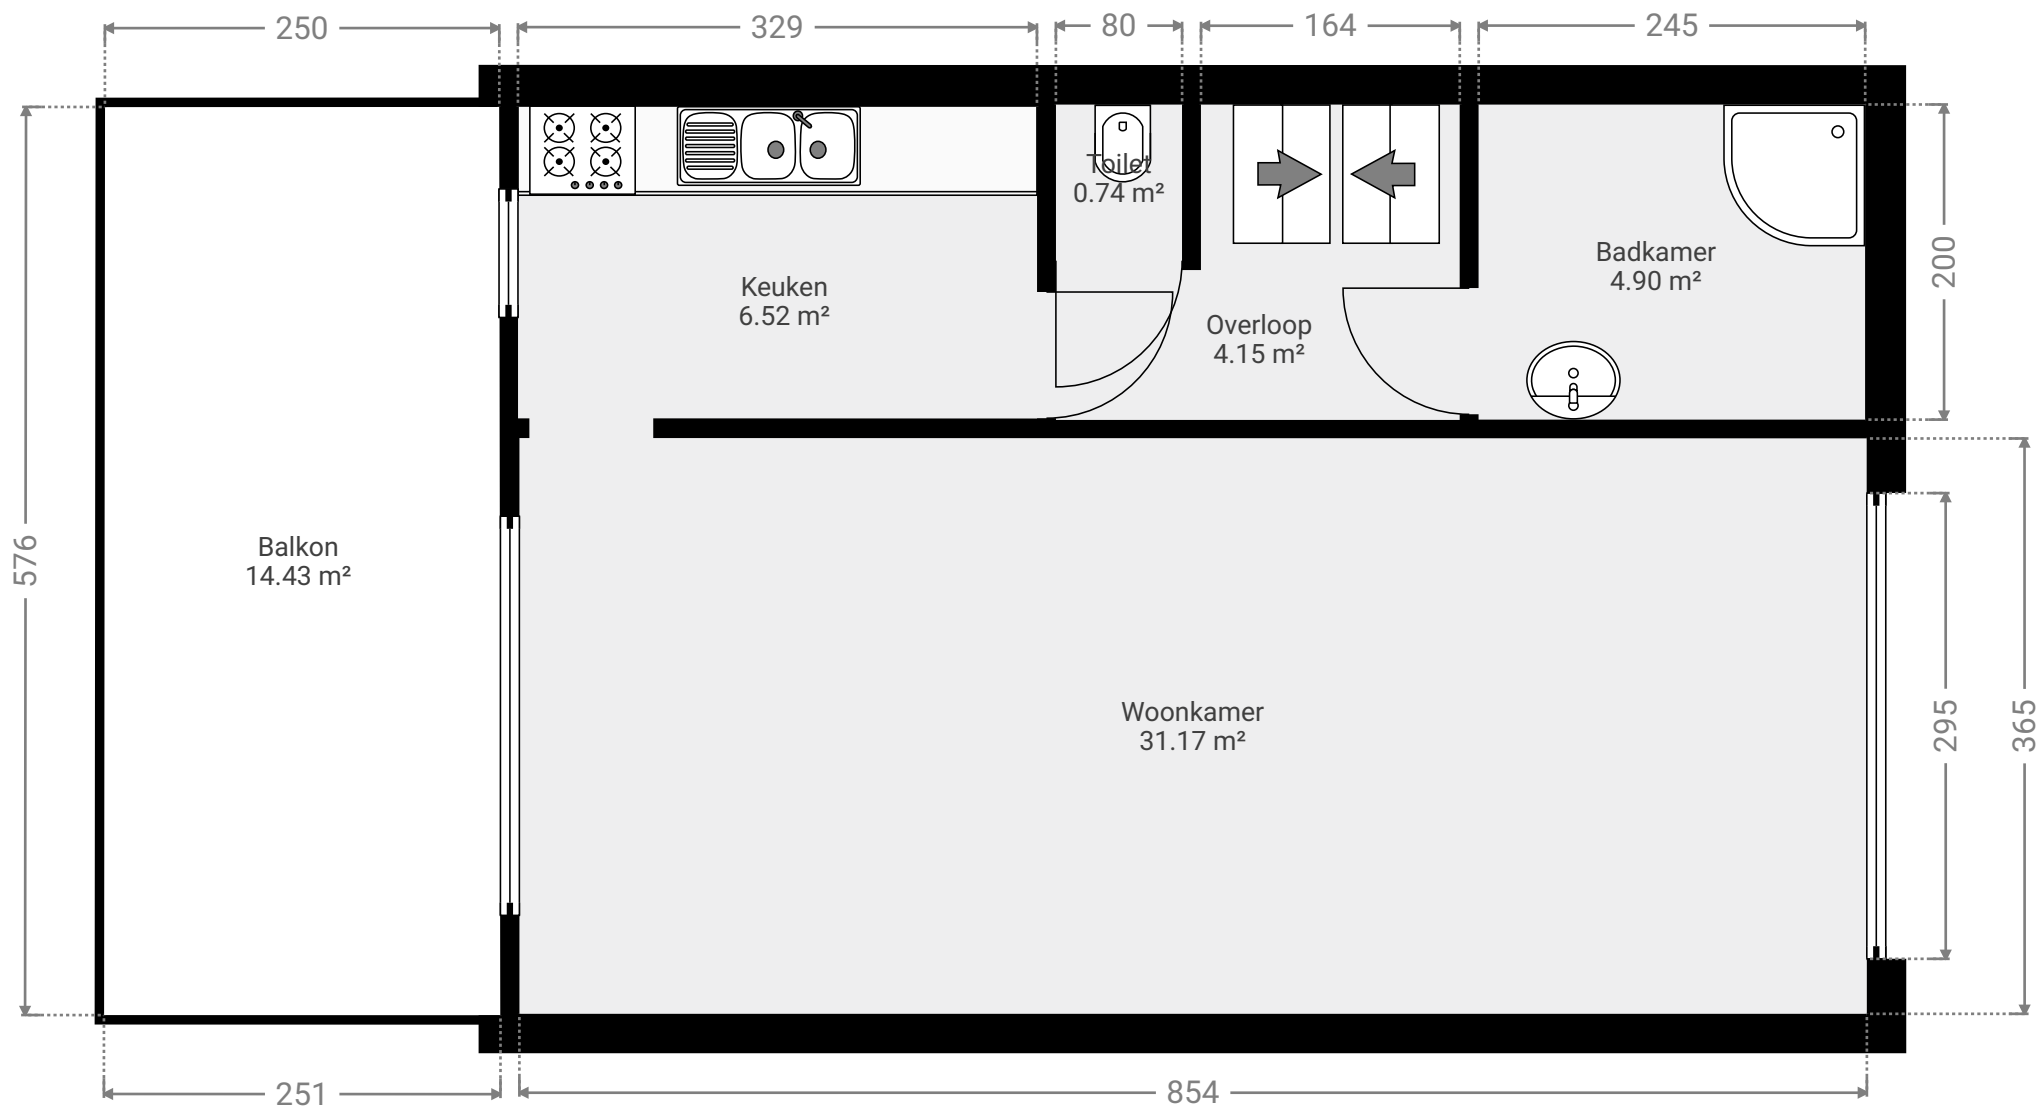 250
329
80
164
245
Toilet
0.74 m²
Badkamer
4.90 m²
200
Keuken
6.52 m²
Overloop
4.15 m²
576
Balkon
14.43 m²
Woonkamer
31.17 m²
295
365
251
854